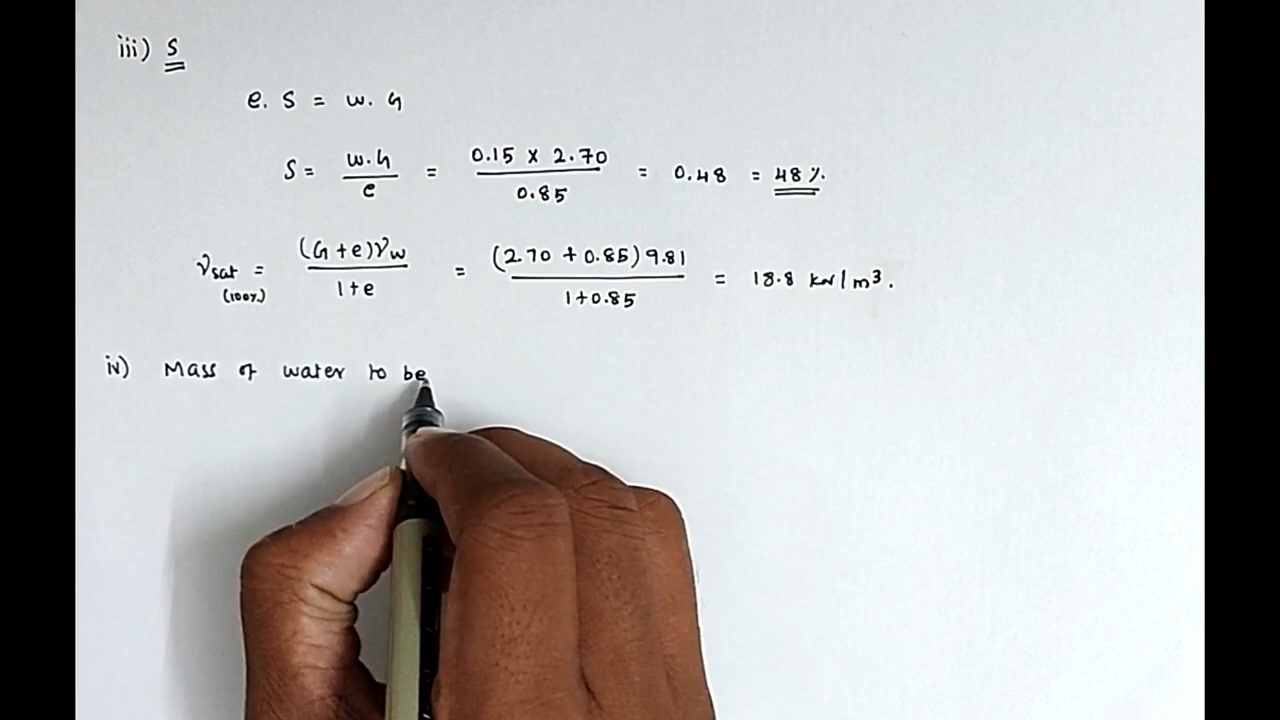 iii) S
e. S = w. G
S = w.G / e = 0.15 x 2.70 / 0.85 = 0.48 = 48 %.
γsat (100%) = (G + e)γw / 1+e = (2.70 + 0.85) 9.81 / 1+0.85 = 18.8 kN/m³.
iv) Mass of water to be